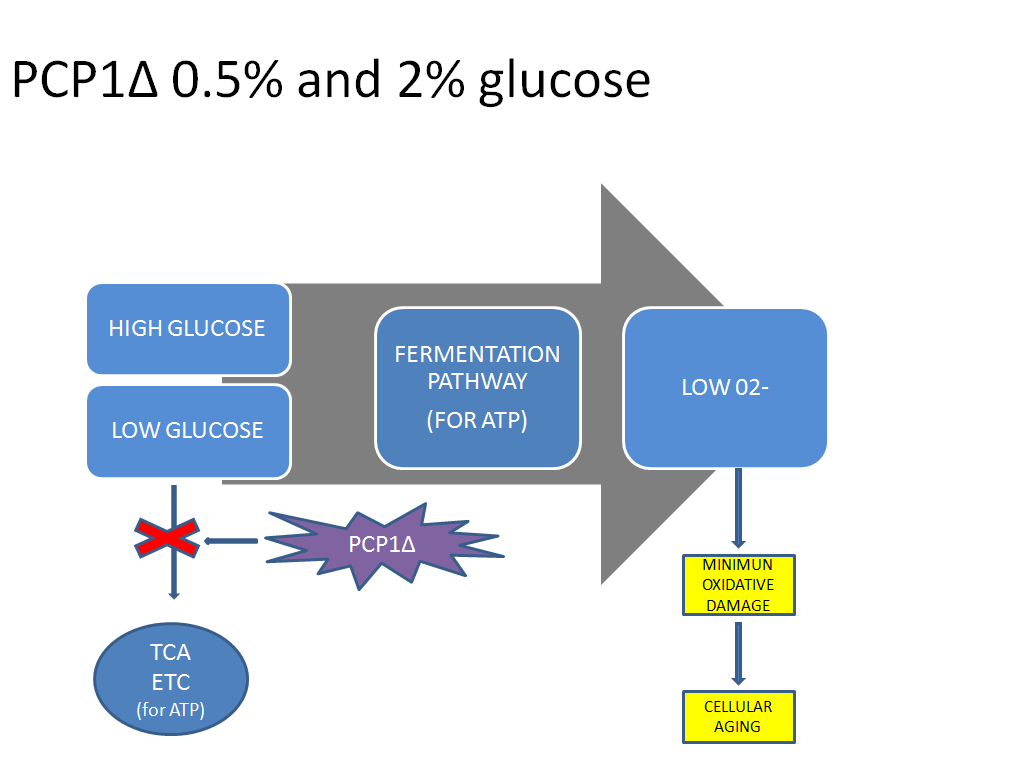 PCP1Δ 0.5% and 2% glucose
HIGH GLUCOSE
LOW GLUCOSE
FERMENTATION
PATHWAY
(FOR ATP)
LOW 02-
PCP1Δ
MINIMUN
OXIDATIVE
DAMAGE
TCA
ETC
(for ATP)
CELLULAR
AGING